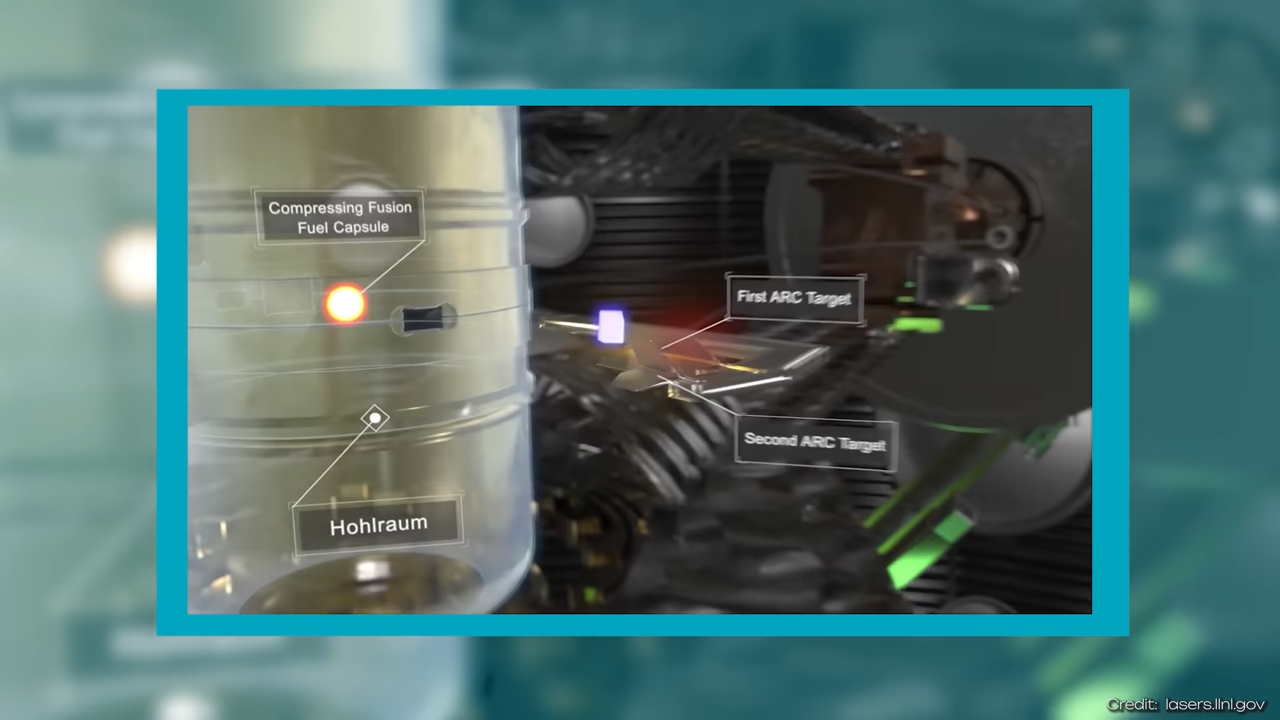 Compressing Fusion
Fuel Capsule
First ARC Target
Second ARC Target
Hohlraum
Credit: lasers.llnl.gov